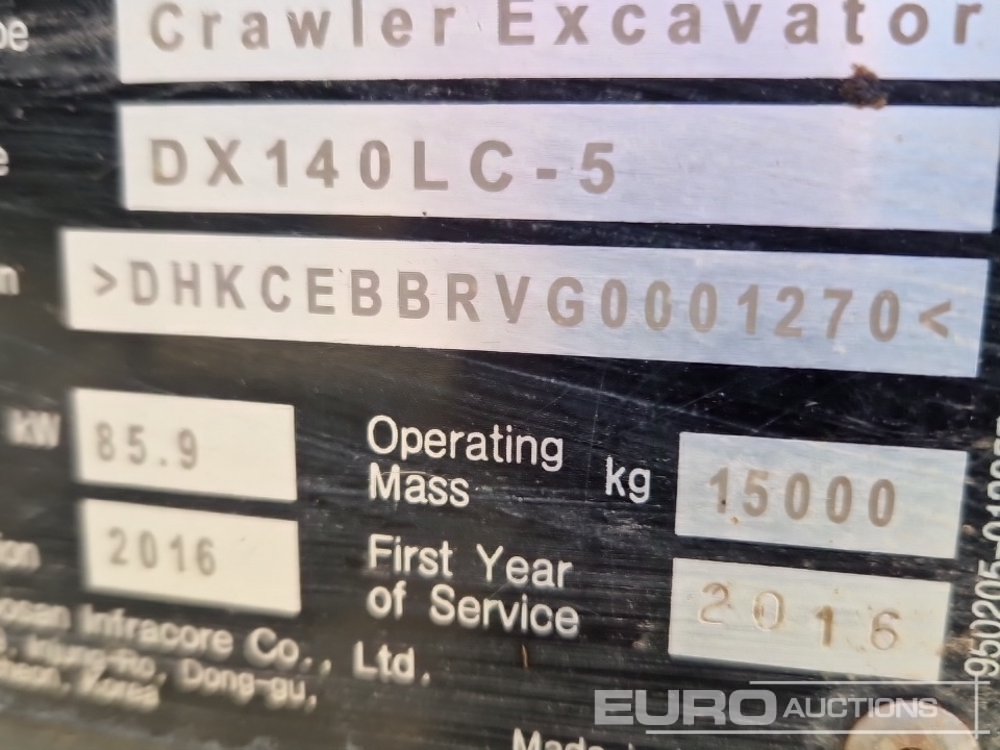 Crawler Excavator
DX140LC-5
>DHKCEBBRVG0001270<
kW 85.9 Operating Mass kg 15000
2016 First Year of Service 2016
Infracore Co., Ltd.
Dong-gu,
Korea
Made
EURO AUCTIONS